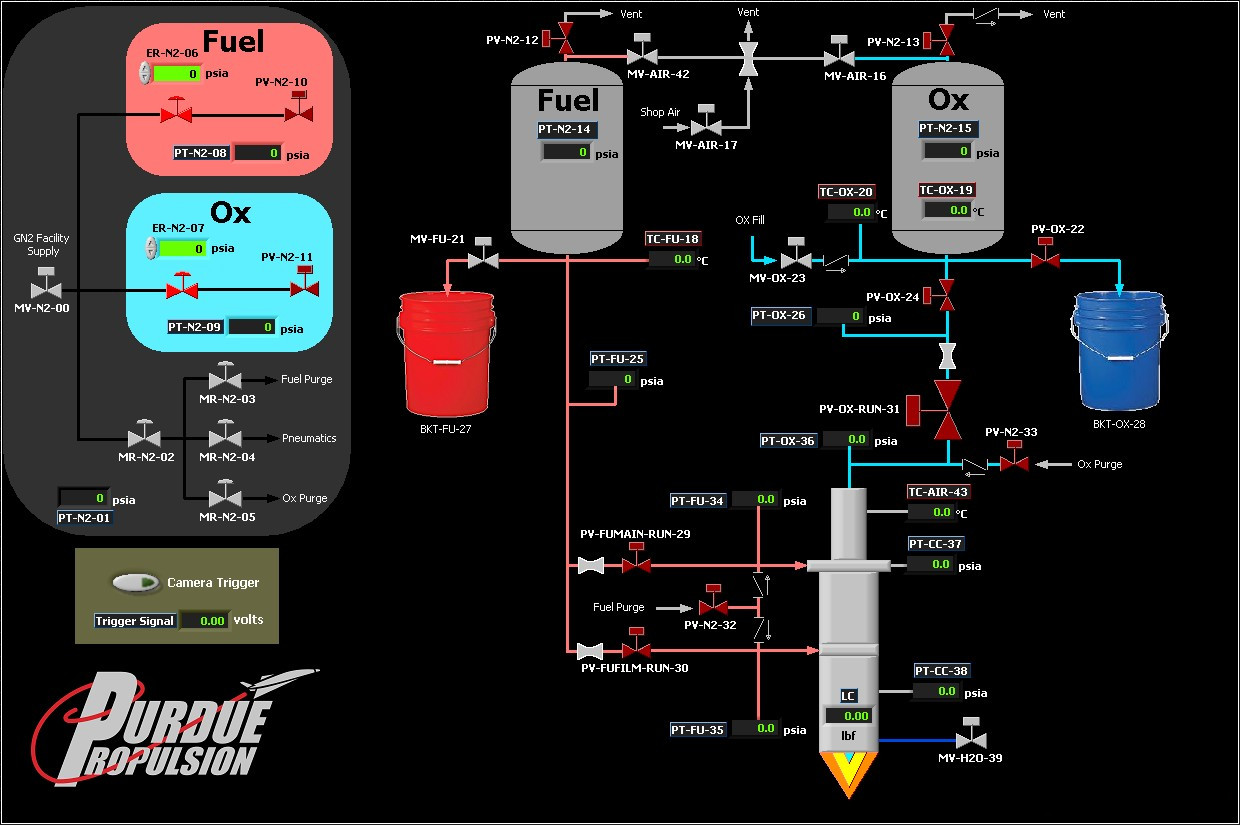 Fuel
ER-N2-06
0 psia
PV-N2-10
PT-N2-08 0 psia
Ox
ER-N2-07
0 psia
PV-N2-11
PT-N2-09 0 psia
GN2 Facility
Supply
MV-N2-00
MR-N2-03
Fuel Purge
MR-N2-02
MR-N2-04
Pneumatics
MR-N2-05
Ox Purge
0 psia
PT-N2-01
Camera Trigger
Trigger Signal 0.00 volts
PURDUE
PROPULSION
Vent
PV-N2-12
MV-AIR-42
Vent
MV-AIR-16
PV-N2-13
Vent
Shop Air
MV-AIR-17
Fuel
PT-N2-14
0 psia
Ox
PT-N2-15
0 psia
TC-OX-19
0.0 °C
TC-OX-20
0.0 °C
OX Fill
MV-OX-23
PV-OX-22
MV-FU-21
TC-FU-18
0.0 °C
PV-OX-24
PT-OX-26 0 psia
BKT-FU-27
BKT-OX-28
PT-FU-25
0 psia
PV-OX-RUN-31
PT-OX-36 0.0 psia
PV-N2-33
Ox Purge
PT-FU-34 0.0 psia
TC-AIR-43
0.0 °C
PV-FUMAIN-RUN-29
PT-CC-37
0.0 psia
Fuel Purge
PV-N2-32
PV-FUFILM-RUN-30
PT-CC-38
0.0 psia
LC
0.00
lbf
PT-FU-35 0.0 psia
MV-H2O-39